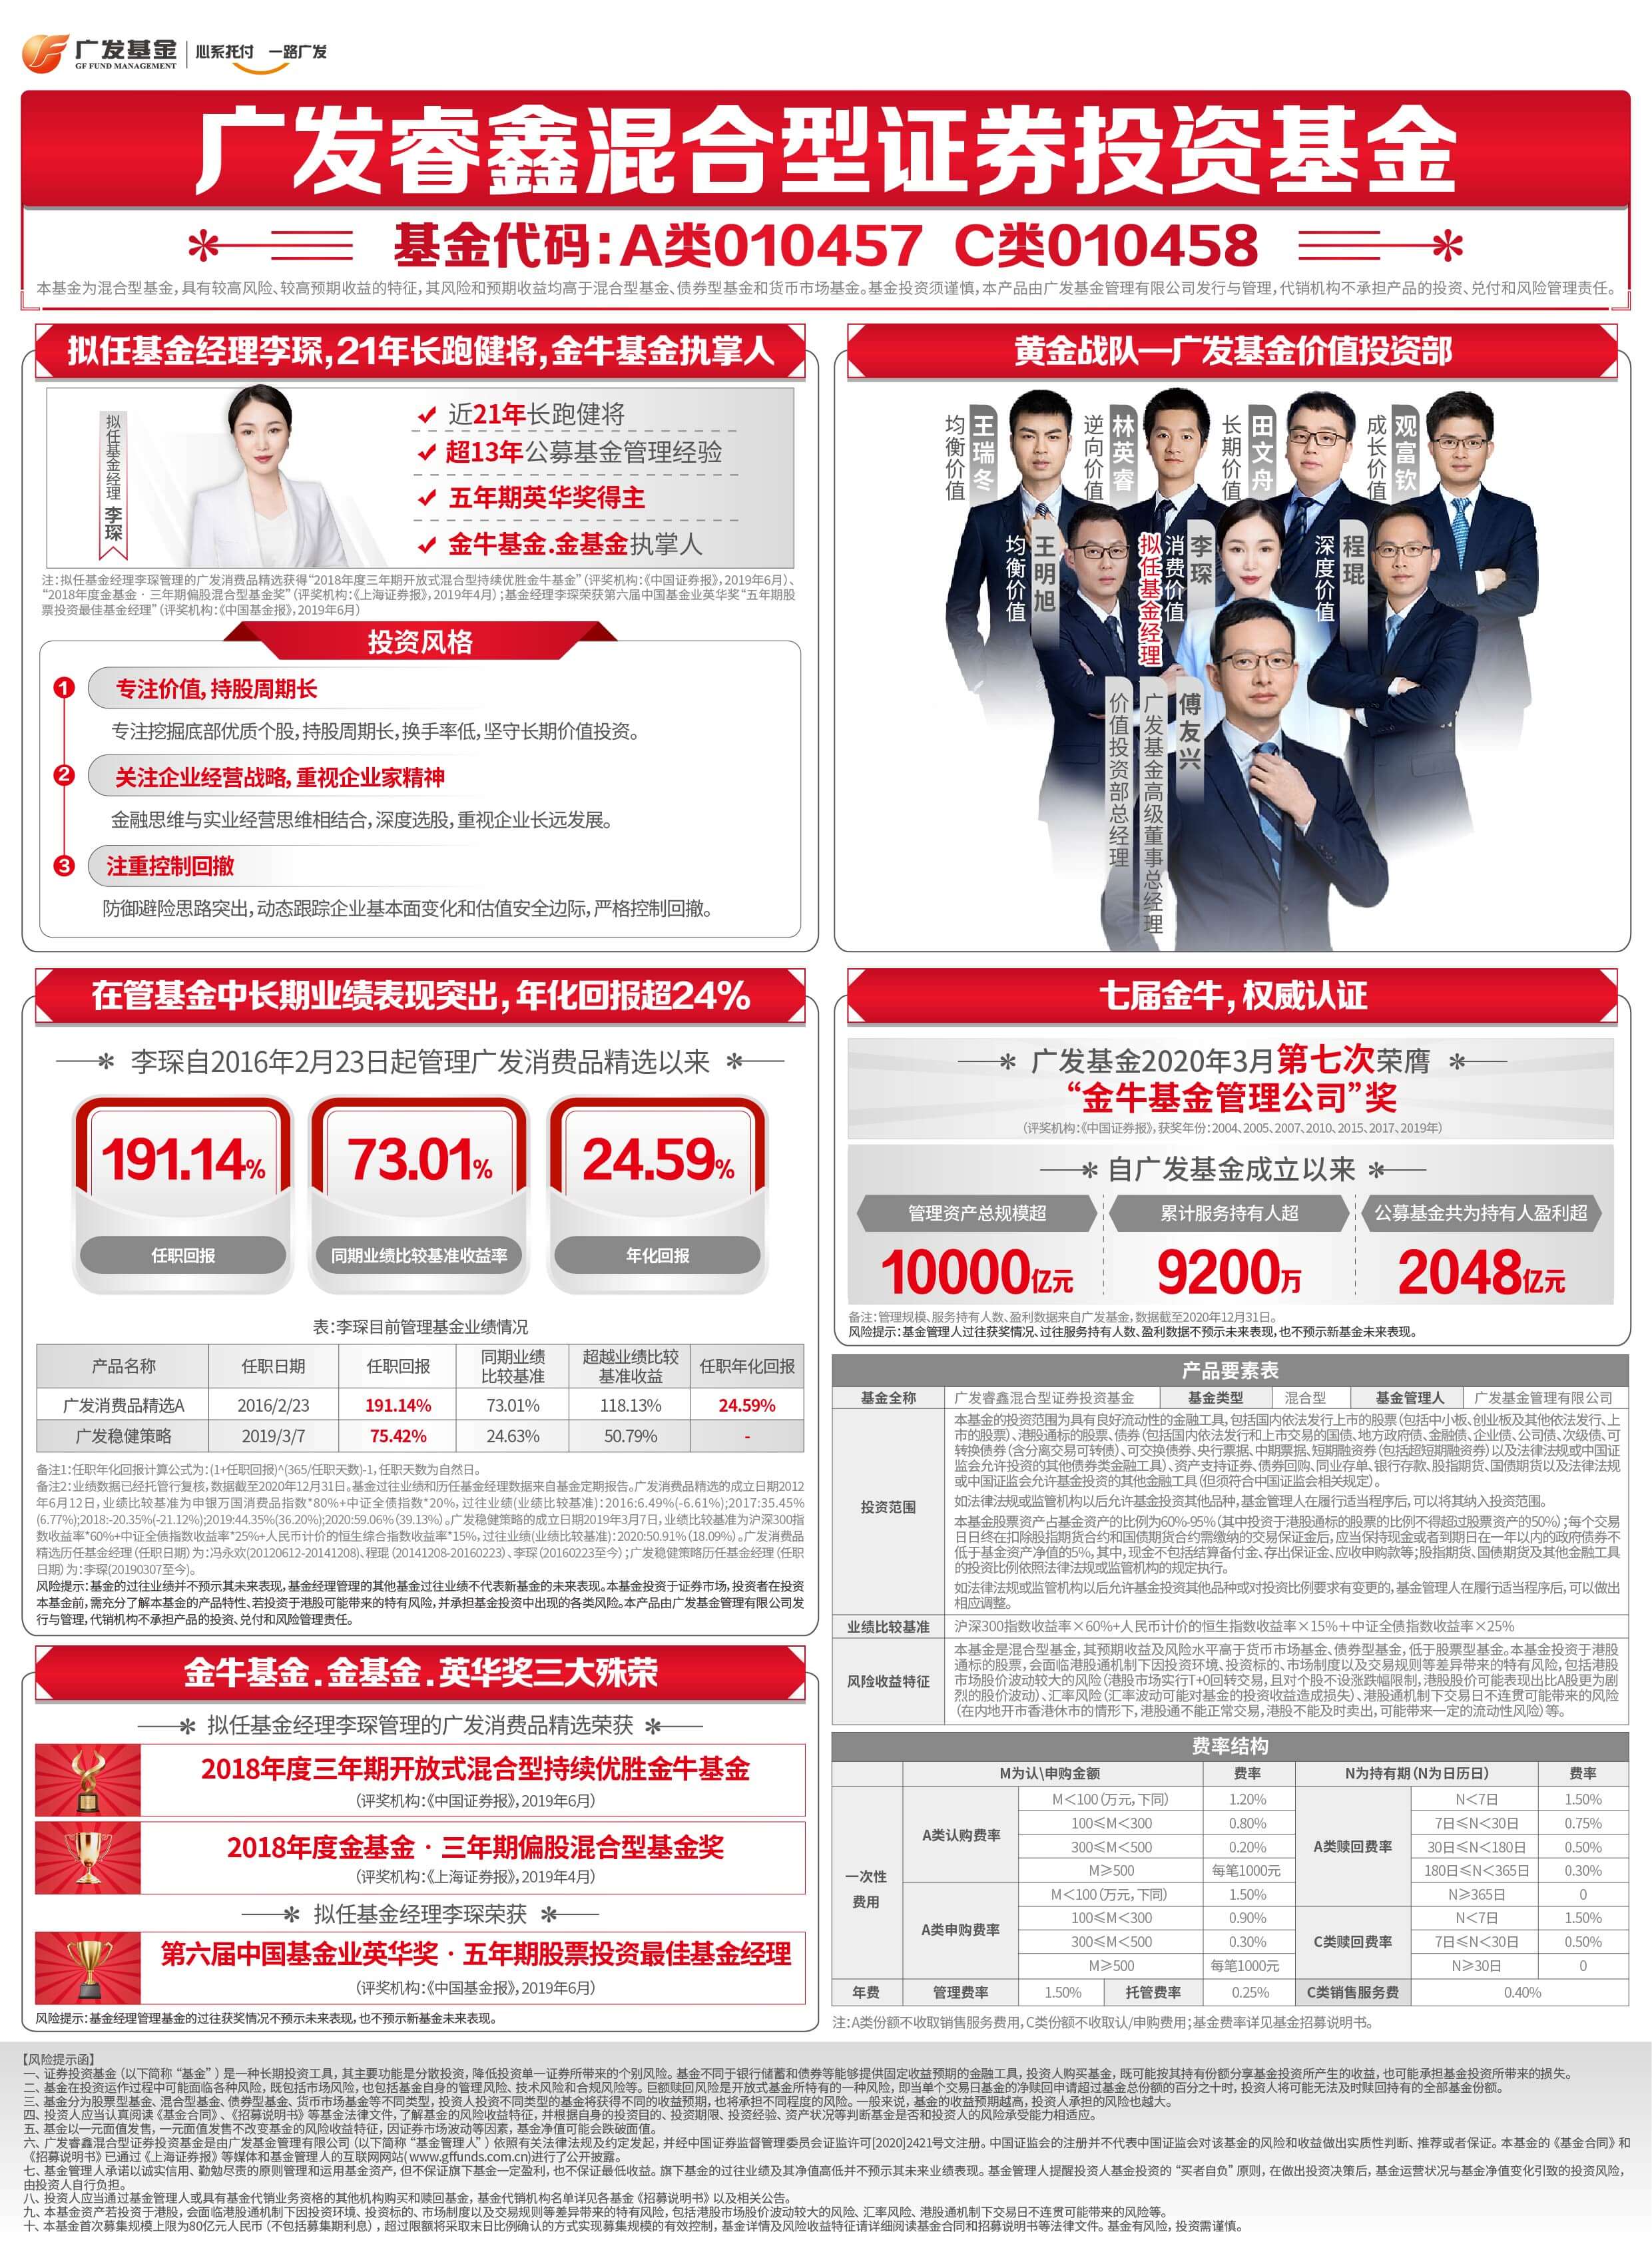 广发基金
GF FUND MANAGEMENT
心系托付 一路广发
广发睿鑫混合型证券投资基金
基金代码：A类010457 C类010458
本基金为混合型基金，具有较高风险、较高预期收益的特征，其风险和预期收益均高于混合型基金、债券型基金和货币市场基金。基金投资须谨慎，本产品由广发基金管理有限公司发行与管理，代销机构不承担产品的投资、兑付和风险管理责任。
拟任基金经理李琛，21年长跑健将，金牛基金执掌人
拟任基金经理 李琛
近21年长跑健将
超13年公募基金管理经验
五年期英华奖得主
金牛基金.金基金执掌人
注：拟任基金经理李琛管理的广发消费品精选获得“2018年度三年期开放式混合型持续优胜金牛基金”（评奖机构：《中国证券报》，2019年6月）、
“2018年度金基金·三年期偏股混合型基金奖”（评奖机构：《上海证券报》，2019年4月）；基金经理李琛荣获第六届中国基金业英华奖“五年期股
票投资最佳基金经理”（评奖机构：《中国基金报》，2019年6月）
投资风格
1 专注价值，持股周期长
专注挖掘底部优质个股，持股周期长，换手率低，坚守长期价值投资。
2 关注企业经营战略，重视企业家精神
金融思维与实业经营思维相结合，深度选股，重视企业长远发展。
3 注重控制回撤
防御避险思路突出，动态跟踪企业基本面变化和估值安全边际，严格控制回撤。
黄金战队—广发基金价值投资部
均衡价值 王瑞冬
逆向价值 林英睿
长期价值 田文舟
成长价值 观富钦
均衡价值 王明旭
拟任基金经理 消费价值 李琛
深度价值 程琨
价值投资部总经理 广发基金高级董事总经理 傅友兴
在管基金中长期业绩表现突出，年化回报超24%
李琛自2016年2月23日起管理广发消费品精选以来
191.14% 73.01% 24.59%
任职回报 同期业绩比较基准收益率 年化回报
表：李琛目前管理基金业绩情况
产品名称 任职日期 任职回报 同期业绩比较基准 超越业绩比较基准收益 任职年化回报
广发消费品精选A 2016/2/23 191.14% 73.01% 118.13% 24.59%
广发稳健策略 2019/3/7 75.42% 24.63% 50.79% -
备注1：任职年化回报计算公式为：(1+任职回报)^(365/任职天数)-1，任职天数为自然日。
备注2：业绩数据已经托管行复核，数据截至2020年12月31日。基金过往业绩和历任基金经理数据来自基金定期报告。广发消费品精选的成立日期2012
年6月12日，业绩比较基准为申银万国消费品指数*80%+中证全债指数*20%，过往业绩(业绩比较基准)：2016:6.49%(-6.61%);2017:35.45%
(6.77%);2018:-20.35%(-21.12%);2019:44.35%(36.20%);2020:59.06%(39.13%)。广发稳健策略的成立日期2019年3月7日，业绩比较基准为沪深300指
数收益率*60%+中证全债指数收益率*25%+人民币计价的恒生综合指数收益率*15%，过往业绩(业绩比较基准)：2020:50.91%(18.09%)。广发消费品
精选历任基金经理(任职日期)为：冯永欢(20120612-20141208)、程琨(20141208-20160223)、李琛(20160223至今)；广发稳健策略历任基金经理(任职
日期)为：李琛(20190307至今)。
风险提示：基金的过往业绩并不预示其未来表现，基金经理管理的其他基金过往业绩不代表新基金的未来表现。本基金投资于证券市场，投资者在投资
本基金前，需充分了解本基金的产品特性、若投资于港股可能带来的特有风险，并承担基金投资中出现的各类风险。本产品由广发基金管理有限公司发
行与管理，代销机构不承担产品的投资、兑付和风险管理责任。
七届金牛，权威认证
广发基金2020年3月第七次荣膺
“金牛基金管理公司”奖
（评奖机构：《中国证券报》，获奖年份：2004、2005、2007、2010、2015、2017、2019年）
自广发基金成立以来
管理资产总规模超 累计服务持有人超 公募基金共为持有人盈利超
10000亿元 9200万 2048亿元
备注：管理规模、服务持有人数、盈利数据来自广发基金，数据截至2020年12月31日。
风险提示：基金管理人过往获奖情况、过往服务持有人数、盈利数据不预示未来表现，也不预示新基金未来表现。
产品要素表
基金全称 广发睿鑫混合型证券投资基金 基金类型 混合型 基金管理人 广发基金管理有限公司
投资范围
本基金的投资范围为具有良好流动性的金融工具，包括国内依法发行上市的股票（包括中小板、创业板及其他依法发行、上
市的股票）、港股通标的股票、债券（包括国内依法发行和上市交易的国债、地方政府债、金融债、企业债、公司债、次级债、可
转换债券（含分离交易可转债）、可交换债券、央行票据、中期票据、短期融资券（包括超短期融资券）以及法律法规或中国证
监会允许投资的其他债券类金融工具）、资产支持证券、债券回购、同业存单、银行存款、股指期货、国债期货以及法律法规
或中国证监会允许基金投资的其他金融工具（但须符合中国证监会相关规定）。
如法律法规或监管机构以后允许基金投资其他品种，基金管理人在履行适当程序后，可以将其纳入投资范围。
本基金股票资产占基金资产的比例为60%-95%（其中投资于港股通标的股票的比例不得超过股票资产的50%）；每个交易
日日终在扣除股指期货合约和国债期货合约需缴纳的交易保证金后，应当保持现金或者到期日在一年以内的政府债券不
低于基金资产净值的5%，其中，现金不包括结算备付金、存出保证金、应收申购款等；股指期货、国债期货及其他金融工具
的投资比例依照法律法规或监管机构的规定执行。
如法律法规或监管机构以后允许基金投资其他品种或对投资比例要求有变更的，基金管理人在履行适当程序后，可以做出
相应调整。
业绩比较基准 沪深300指数收益率×60%+人民币计价的恒生指数收益率×15%＋中证全债指数收益率×25%
风险收益特征
本基金是混合型基金，其预期收益及风险水平高于货币市场基金、债券型基金，低于股票型基金。本基金投资于港股
通标的股票，会面临港股通机制下因投资环境、投资标的、市场制度以及交易规则等差异带来的特有风险，包括港股
市场股价波动较大的风险（港股市场实行T+0回转交易，且对个股不设涨跌幅限制，港股股价可能表现出比A股更为剧
烈的股价波动）、汇率风险（汇率波动可能对基金的投资收益造成损失）、港股通机制下交易日不连贯可能带来的风险
（在内地开市香港休市的情形下，港股通不能正常交易，港股不能及时卖出，可能带来一定的流动性风险）等。
金牛基金.金基金.英华奖三大殊荣
拟任基金经理李琛管理的广发消费品精选荣获
2018年度三年期开放式混合型持续优胜金牛基金
（评奖机构：《中国证券报》，2019年6月）
2018年度金基金·三年期偏股混合型基金奖
（评奖机构：《上海证券报》，2019年4月）
拟任基金经理李琛荣获
第六届中国基金业英华奖·五年期股票投资最佳基金经理
（评奖机构：《中国基金报》，2019年6月）
风险提示：基金经理管理基金的过往获奖情况不预示未来表现，也不预示新基金未来表现。
费率结构
M为认\申购金额 费率 N为持有期（N为日历日） 费率
一次性费用
A类认购费率
M＜100（万元，下同） 1.20%
100≤M＜300 0.80%
300≤M＜500 0.20%
M≥500 每笔1000元
A类申购费率
M＜100（万元，下同） 1.50%
100≤M＜300 0.90%
300≤M＜500 0.30%
M≥500 每笔1000元
A类赎回费率
N＜7日 1.50%
7日≤N＜30日 0.75%
30日≤N＜180日 0.50%
180日≤N＜365日 0.30%
N≥365日 0
C类赎回费率
N＜7日 1.50%
7日≤N＜30日 0.50%
N≥30日 0
年费 管理费率 1.50% 托管费率 0.25% C类销售服务费 0.40%
注：A类份额不收取销售服务费用，C类份额不收取认/申购费用；基金费率详见基金招募说明书。
【风险提示函】
一、证券投资基金（以下简称“基金”）是一种长期投资工具，其主要功能是分散投资，降低投资单一证券所带来的个别风险。基金不同于银行储蓄和债券等能够提供固定收益预期的金融工具，投资人购买基金，既可能按其持有份额分享基金投资所产生的收益，也可能承担基金投资所带来的损失。
二、基金在投资运作过程中可能面临各种风险，既包括市场风险，也包括基金自身的管理风险、技术风险和合规风险等。巨额赎回风险是开放式基金所特有的一种风险，即当单个交易日基金的净赎回申请超过基金总份额的百分之十时，投资人将可能无法及时赎回持有的全部基金份额。
三、基金分为股票型基金、混合型基金、债券型基金、货币市场基金等不同类型，投资人投资不同类型的基金将获得不同的收益预期，也将承担不同程度的风险。一般来说，基金的收益预期越高，投资人承担的风险也越大。
四、投资人应当认真阅读《基金合同》、《招募说明书》等基金法律文件，了解基金的风险收益特征，并根据自身的投资目的、投资期限、投资经验、资产状况等判断基金是否和投资人的风险承受能力相适应。
五、基金以一元面值发售，一元面值发售不改变基金的风险收益特征，因证券市场波动等因素，基金净值可能会跌破面值。
六、广发睿鑫混合型证券投资基金是由广发基金管理有限公司（以下简称“基金管理人”）依照有关法律法规及约定发起，并经中国证券监督管理委员会证监许可[2020]2421号文注册。中国证监会的注册并不代表中国证监会对该基金的风险和收益做出实质性判断、推荐或者保证。本基金的《基金合同》和
《招募说明书》已通过《上海证券报》等媒体和基金管理人的互联网网站(www.gffunds.com.cn)进行了公开披露。
七、基金管理人承诺以诚实信用、勤勉尽责的原则管理和运用基金资产，但不保证旗下基金一定盈利，也不保证最低收益。旗下基金的过往业绩及其净值高低并不预示其未来业绩表现。基金管理人提醒投资人基金投资的“买者自负”原则，在做出投资决策后，基金运营状况与基金净值变化引致的投资风险，
由投资人自行负担。
八、投资人应当通过基金管理人或具有基金代销业务资格的其他机构购买和赎回基金，基金代销机构名单详见各基金《招募说明书》以及相关公告。
九、本基金资产若投资于港股，会面临港股通机制下因投资环境、投资标的、市场制度以及交易规则等差异带来的特有风险，包括港股市场股价波动较大的风险、汇率风险、港股通机制下交易日不连贯可能带来的风险等。
十、本基金首次募集规模上限为80亿元人民币（不包括募集期利息），超过限额将采取末日比例确认的方式实现募集规模的有效控制，基金详情及风险收益特征请详细阅读基金合同和招募说明书等法律文件。基金有风险，投资需谨慎。